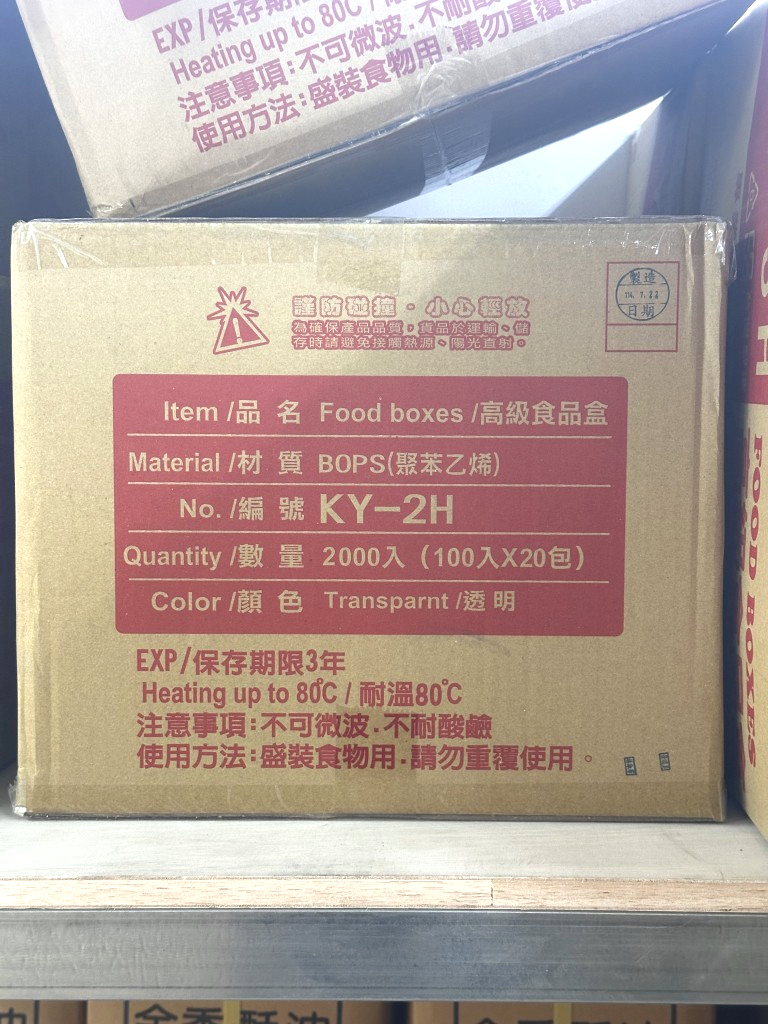 EXP/保存期
Heating up to 80℃ /
注意事項:不可微波.不耐酸
使用方法:盛裝食物用.請勿重覆使
謹防碰撞・小心輕放
為確保產品品質,貨品於運輸、儲
存時請避免接觸熱源、陽光直射。
製造
日期
Item /品 名 Food boxes /高級食品盒
Material /材 質 BOPS(聚苯乙烯)
No. /編 號 KY-2H
Quantity /數 量 2000入 (100入X20包)
Color /顏 色 Transparnt /透 明
EXP/保存期限3年
Heating up to 80℃ / 耐溫80℃
注意事項:不可微波.不耐酸鹼
使用方法:盛裝食物用.請勿重覆使用。
FOOD BOXES